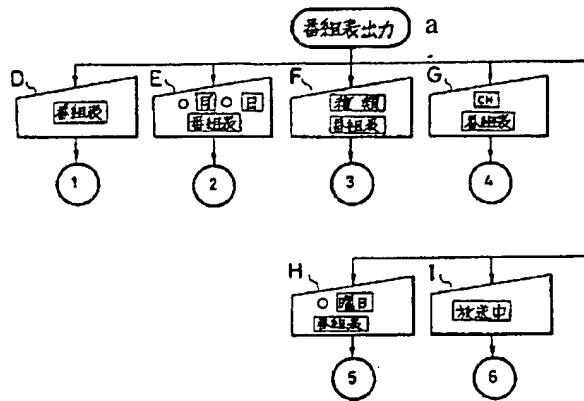 番組表出力 a
D E F G
番組表
○月○日
番組表
種類
番組表
CH
番組表
1 2 3 4
H I
○曜日
番組表
放送中
5 6